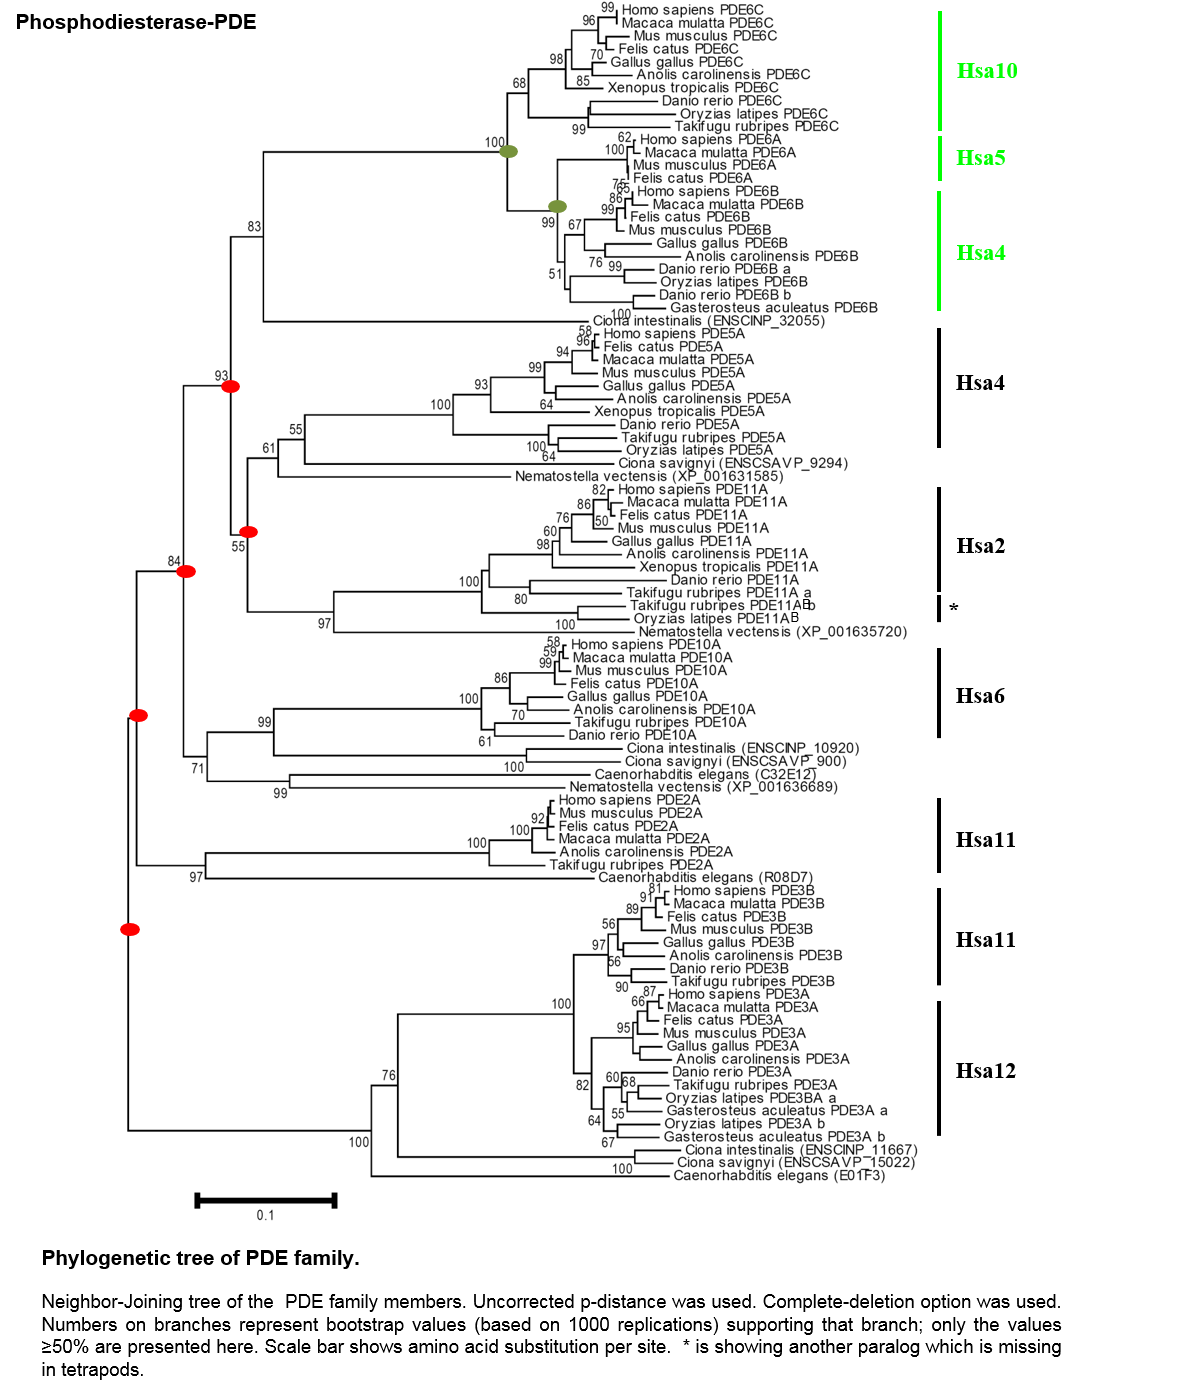 Phosphodiesterase-PDE
99 Homo sapiens PDE6C
96 Macaca mulatta PDE6C
Mus musculus PDE6C
Felis catus PDE6C
98 70 Gallus gallus PDE6C
Anolis carolinensis PDE6C
Hsa10
68 85 Xenopus tropicalis PDE6C
Danio rerio PDE6C
Oryzias latipes PDE6C
99 Takifugu rubripes PDE6C
100 62 Homo sapiens PDE6A
100 Macaca mulatta PDE6A
Mus musculus PDE6A
Hsa5
75 Felis catus PDE6A
65 Homo sapiens PDE6B
86 Macaca mulatta PDE6B
99 Felis catus PDE6B
99 67 Mus musculus PDE6B
83 Gallus gallus PDE6B
76 Anolis carolinensis PDE6B
Hsa4
51 99 Danio rerio PDE6B a
Oryzias latipes PDE6B
Danio rerio PDE6B b
100 Gasterosteus aculeatus PDE6B
Ciona intestinalis (ENSCINP_32055)
58 Homo sapiens PDE5A
96 Felis catus PDE5A
94 Macaca mulatta PDE5A
99 Mus musculus PDE5A
93 93 Gallus gallus PDE5A
Hsa4
100 64 Anolis carolinensis PDE5A
Xenopus tropicalis PDE5A
55 Danio rerio PDE5A
100 Takifugu rubripes PDE5A
61 64 Oryzias latipes PDE5A
Ciona savignyi (ENSCSAVP_9294)
Nematostella vectensis (XP_001631585)
82 Homo sapiens PDE11A
86 Macaca mulatta PDE11A
76 50 Felis catus PDE11A
60 Mus musculus PDE11A
55 98 Gallus gallus PDE11A
Hsa2
84 Anolis carolinensis PDE11A
Xenopus tropicalis PDE11A
100 Danio rerio PDE11A
80 Takifugu rubripes PDE11A a
Takifugu rubripes PDE11AB b
*
97 100 Oryzias latipes PDE11AB
Nematostella vectensis (XP_001635720)
58 Homo sapiens PDE10A
59 Macaca mulatta PDE10A
99 Mus musculus PDE10A
86 Felis catus PDE10A
100 Gallus gallus PDE10A
Hsa6
70 Anolis carolinensis PDE10A
99 Takifugu rubripes PDE10A
61 Danio rerio PDE10A
Ciona intestinalis (ENSCINP_10920)
71 100 Ciona savignyi (ENSCSAVP_900)
Caenorhabditis elegans (C32E12)
99 Nematostella vectensis (XP_001636689)
Homo sapiens PDE2A
92 Mus musculus PDE2A
100 Felis catus PDE2A
100 Macaca mulatta PDE2A
Hsa11
Anolis carolinensis PDE2A
Takifugu rubripes PDE2A
97 Caenorhabditis elegans (R08D7)
81 Homo sapiens PDE3B
91 Macaca mulatta PDE3B
89 Felis catus PDE3B
56 Mus musculus PDE3B
97 Gallus gallus PDE3B
Hsa11
56 Anolis carolinensis PDE3B
Danio rerio PDE3B
90 Takifugu rubripes PDE3B
87 Homo sapiens PDE3A
100 66 Macaca mulatta PDE3A
Felis catus PDE3A
95 Mus musculus PDE3A
Gallus gallus PDE3A
Anolis carolinensis PDE3A
Hsa12
76 60 Danio rerio PDE3A
82 68 Takifugu rubripes PDE3A
Oryzias latipes PDE3BA a
55 Gasterosteus aculeatus PDE3A a
64 Oryzias latipes PDE3A b
100 67 Gasterosteus aculeatus PDE3A b
Ciona intestinalis (ENSCINP_11667)
100 Ciona savignyi (ENSCSAVP_15022)
Caenorhabditis elegans (E01F3)
0.1
Phylogenetic tree of PDE family.
Neighbor-Joining tree of the PDE family members. Uncorrected p-distance was used. Complete-deletion option was used.
Numbers on branches represent bootstrap values (based on 1000 replications) supporting that branch; only the values
≥50% are presented here. Scale bar shows amino acid substitution per site. * is showing another paralog which is missing
in tetrapods.